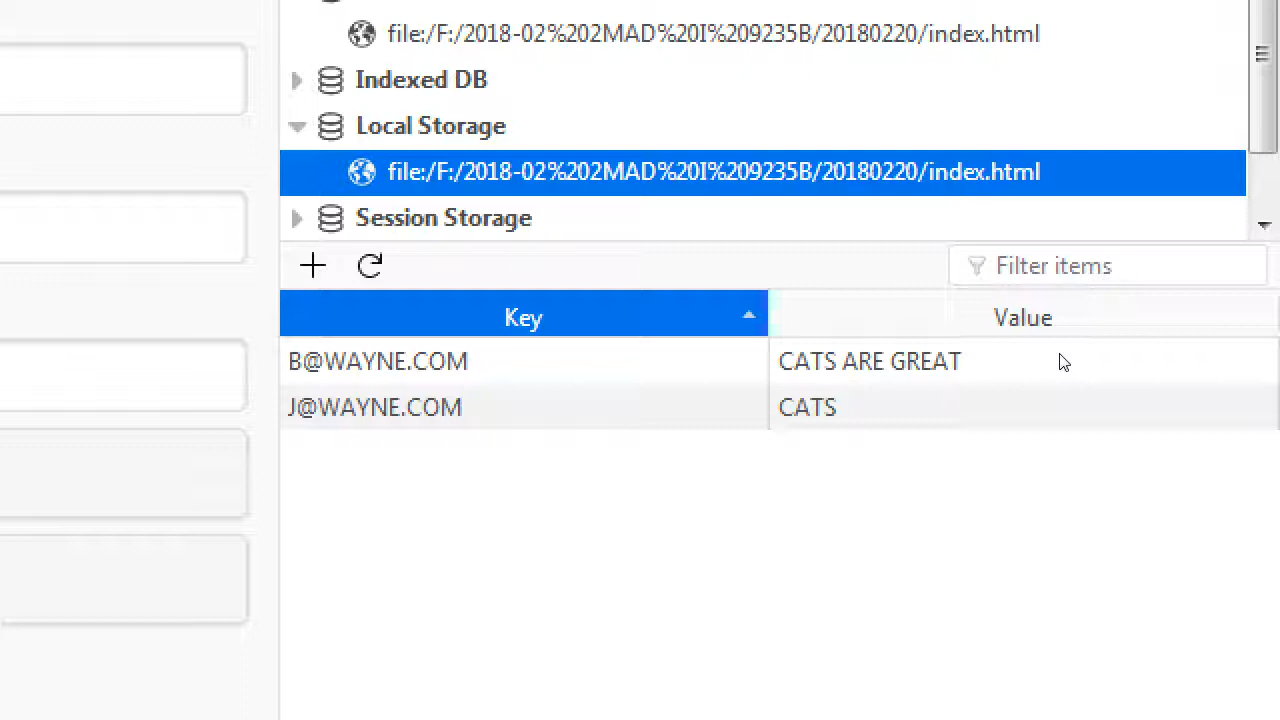 file:/F:/2018-02%202MAD%20I%209235B/20180220/index.html
Indexed DB
Local Storage
file:/F:/2018-02%202MAD%20I%209235B/20180220/index.html
Session Storage
Filter items
Key Value
B@WAYNE.COM CATS ARE GREAT
J@WAYNE.COM CATS